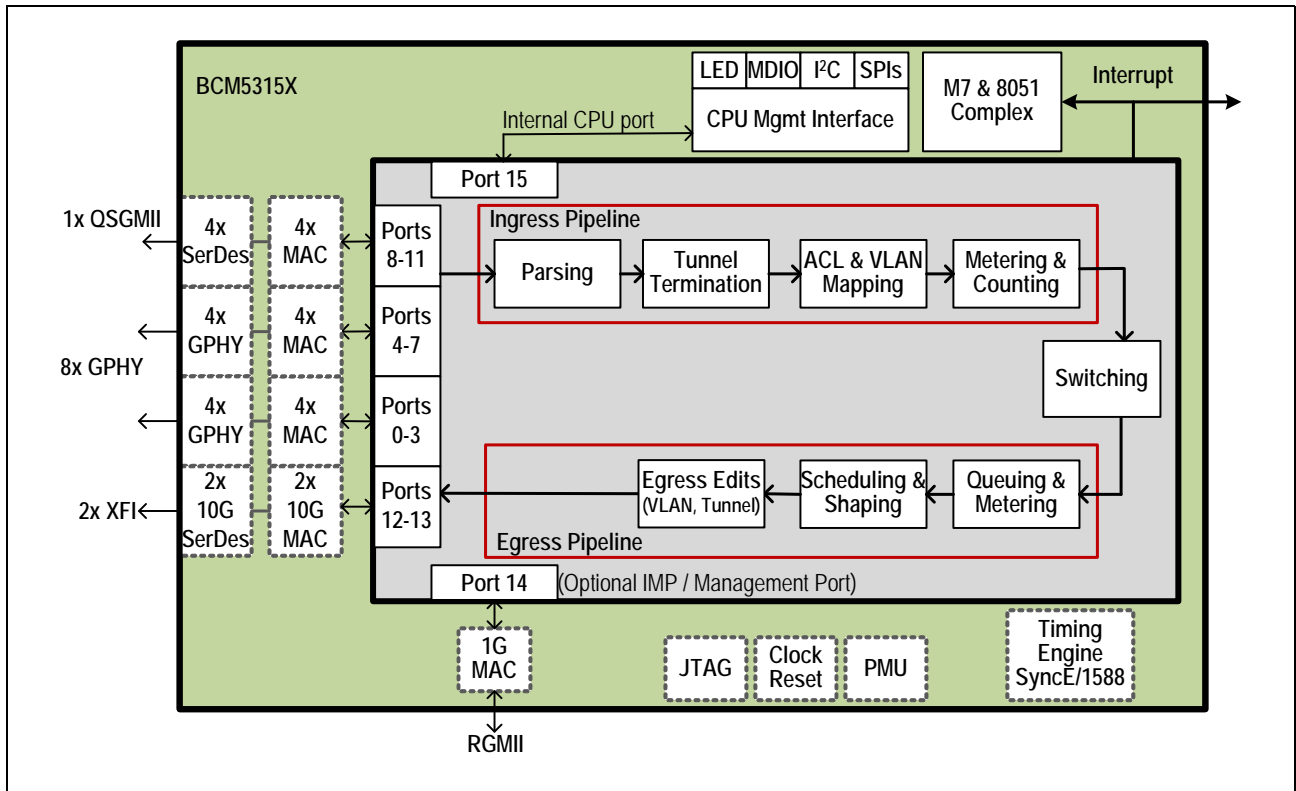 BCM5315X
LED MDIO I²C SPIs
CPU Mgmt Interface
M7 & 8051
Complex
Interrupt
Internal CPU port
Port 15
1x QSGMII
4x
SerDes
4x
MAC
Ports
8-11
Ingress Pipeline
Parsing
Tunnel
Termination
ACL & VLAN
Mapping
Metering &
Counting
8x GPHY
4x
GPHY
4x
MAC
Ports
4-7
Switching
4x
GPHY
4x
MAC
Ports
0-3
2x XFI
2x
10G
SerDes
2x
10G
MAC
Ports
12-13
Egress Edits
(VLAN, Tunnel)
Scheduling &
Shaping
Queuing &
Metering
Egress Pipeline
Port 14
(Optional IMP / Management Port)
1G
MAC
RGMII
JTAG
Clock
Reset
PMU
Timing
Engine
SyncE/1588